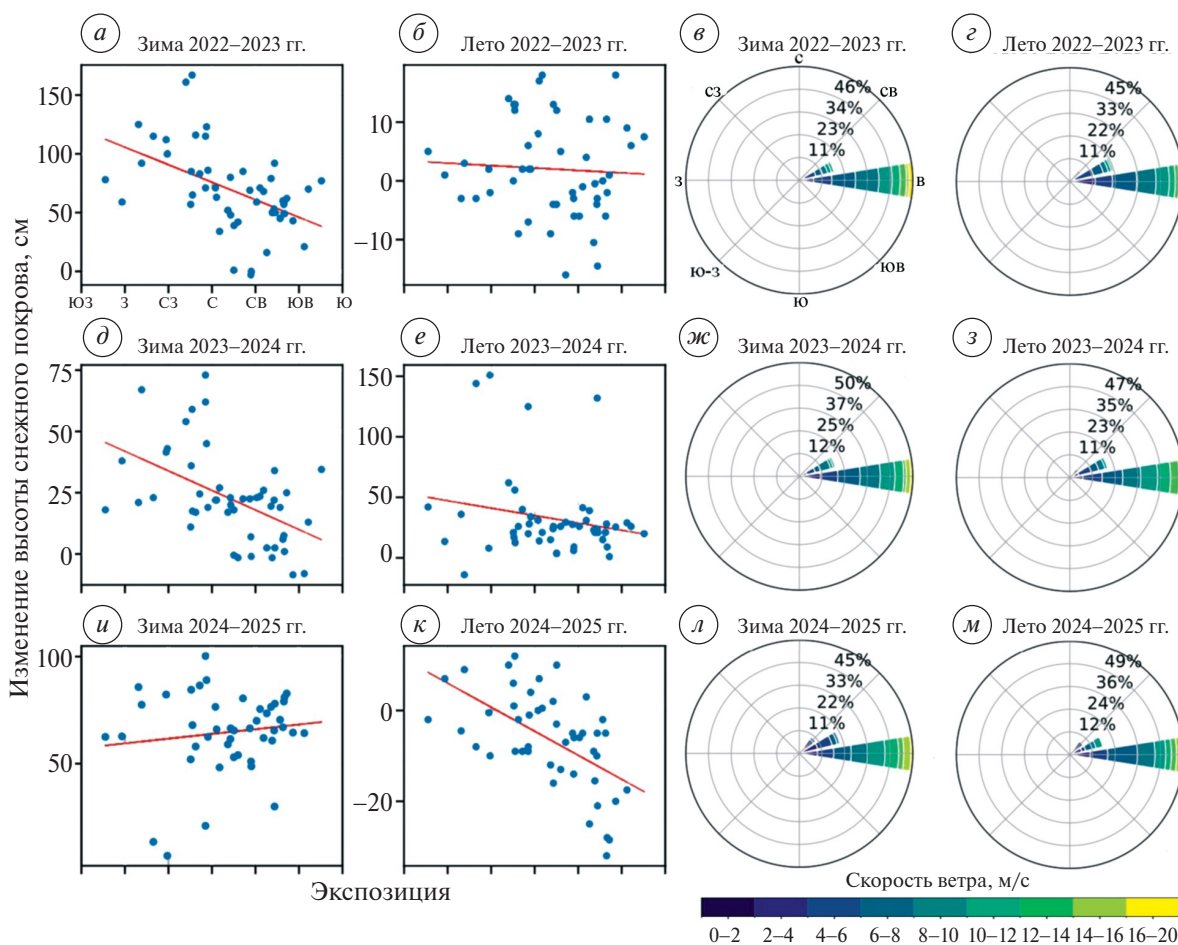 а Зима 2022–2023 гг. б Лето 2022–2023 гг. в Зима 2022–2023 гг. г Лето 2022–2023 гг.
Изменение высоты снежного покрова, см
150
100
50
0
ЮЗ З СЗ С СВ ЮВ Ю
10
0
−10
с
св
в
юв
ю
ю-з
з
сз
46%
34%
23%
11%
45%
33%
22%
11%
д Зима 2023–2024 гг. е Лето 2023–2024 гг. ж Зима 2023–2024 гг. з Лето 2023–2024 гг.
75
50
25
0
150
100
50
0
50%
37%
25%
12%
47%
35%
23%
11%
и Зима 2024–2025 гг. к Лето 2024–2025 гг. л Зима 2024–2025 гг. м Лето 2024–2025 гг.
100
50
0
−20
45%
33%
22%
11%
49%
36%
24%
12%
Экспозиция
Скорость ветра, м/с
0–2 2–4 4–6 6–8 8–10 10–12 12–14 14–16 16–20